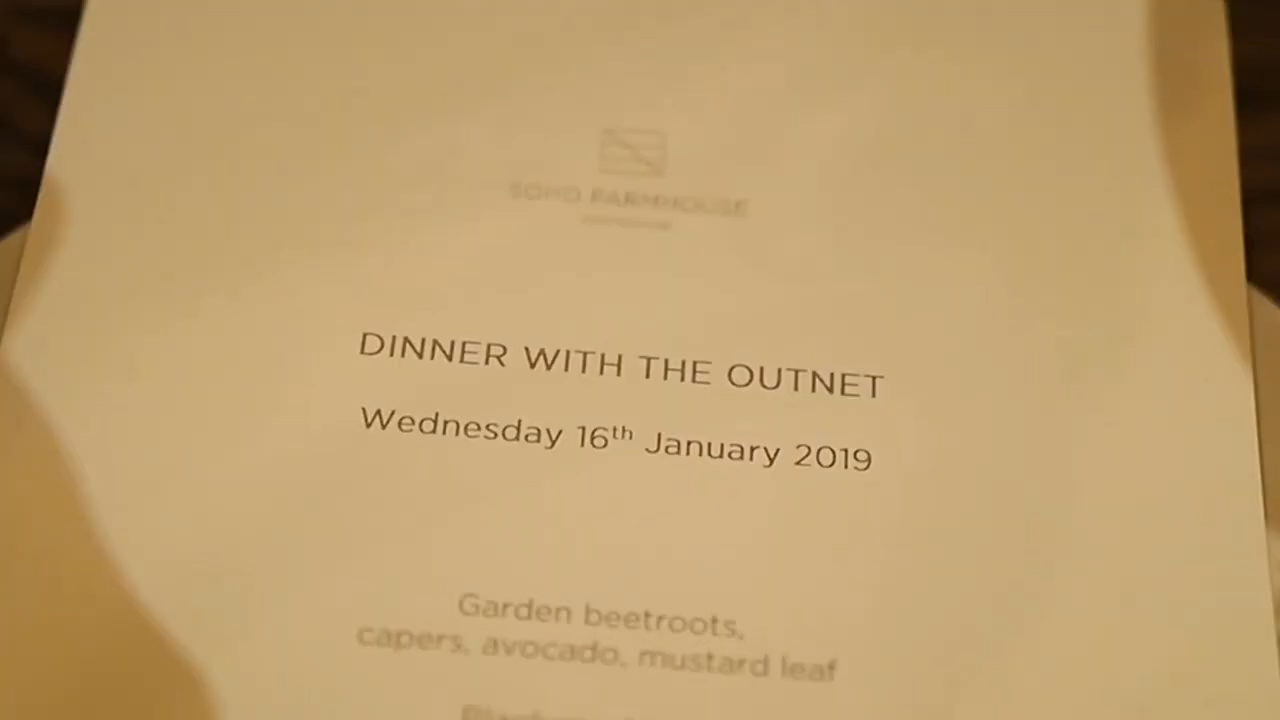 SOHO FARMHOUSE
DINNER WITH THE OUTNET
Wednesday 16th January 2019
Garden beetroots,
capers, avocado, mustard leaf